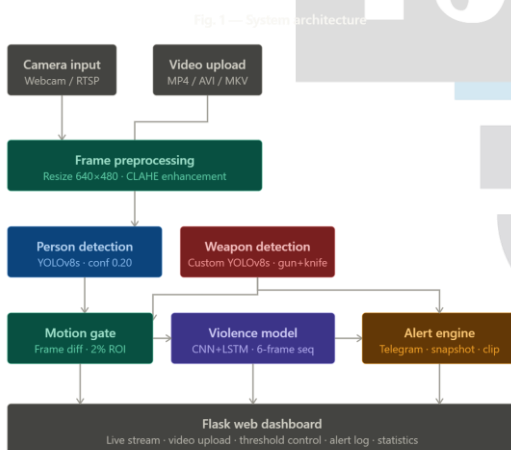 Fig. 1 — System architecture
Camera input
Webcam / RTSP
Video upload
MP4 / AVI / MKV
Frame preprocessing
Resize 640×480 · CLAHE enhancement
Person detection
YOLOv8s · conf 0.20
Weapon detection
Custom YOLOv8s · gun+knife
Motion gate
Frame diff · 2% ROI
Violence model
CNN+LSTM · 6-frame seq
Alert engine
Telegram · snapshot · clip
Flask web dashboard
Live stream · video upload · threshold control · alert log · statistics